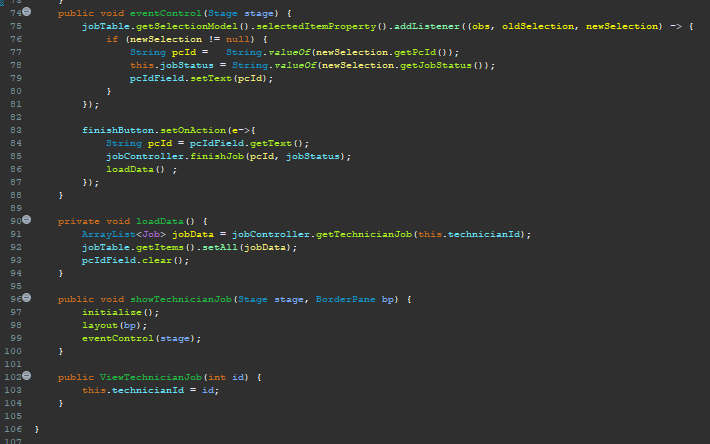 73 }
74 public void eventControl(Stage stage) {
75 jobTable.getSelectionModel().selectedItemProperty().addListener((obs, oldSelection, newSelection) -> {
76 if (newSelection != null) {
77 String pcId =   String.valueOf(newSelection.getPcId());
78 this.jobStatus = String.valueOf(newSelection.getJobStatus());
79 pcIdField.setText(pcId);
80 }
81 });
82
83 finishButton.setOnAction(e->{
84 String pcId = pcIdField.getText();
85 jobController.finishJob(pcId, jobStatus);
86 loadData() ;
87 });
88 }
89
90 private void loadData() {
91 ArrayList<Job> jobData = jobController.getTechnicianJob(this.technicianId);
92 jobTable.getItems().setAll(jobData);
93 pcIdField.clear();
94 }
95
96 public void showTechnicianJob(Stage stage, BorderPane bp) {
97 initialize();
98 layout(bp);
99 eventControl(stage);
100 }
101
102 public ViewTechnicianJob(int id) {
103 this.technicianId = id;
104 }
105
106 }
107